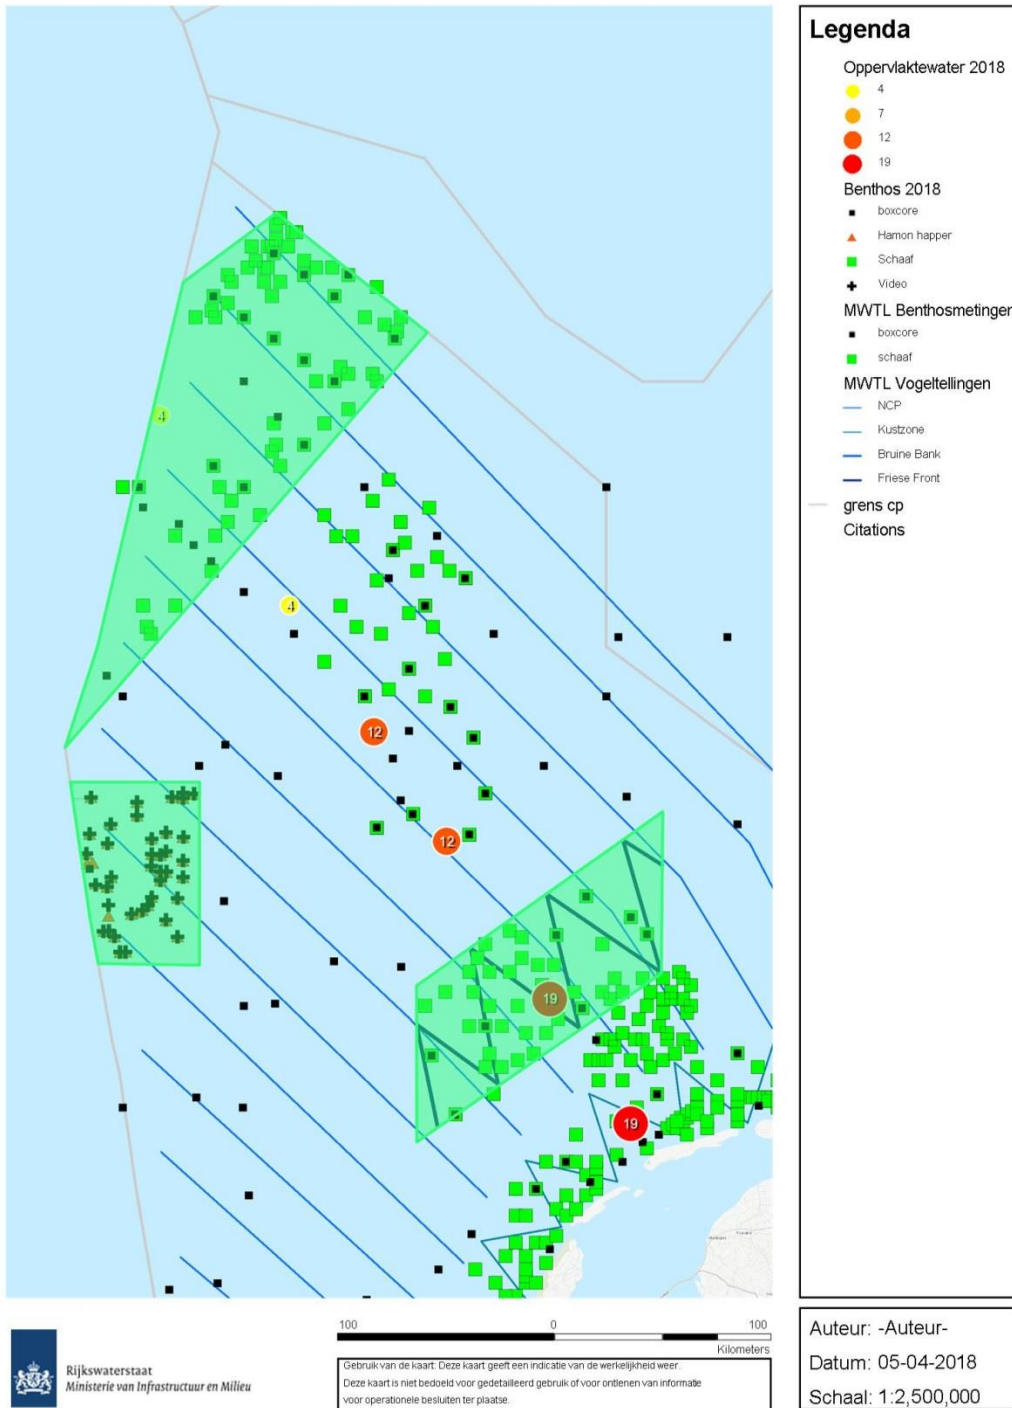 Legenda
Oppervlaktewater 2018
4
7
12
19
Benthos 2018
boxcore
Hamon happer
Schaaf
Video
MWTL Benthosmetingen
boxcore
schaaf
MWTL Vogeltellingen
NCP
Kustzone
Bruine Bank
Friese Front
grens cp
Citations
4
4
12
12
19
19
Rijkswaterstaat
Ministerie van Infrastructuur en Milieu
100 0 100
Kilometers
Gebruik van de kaart: Deze kaart geeft een indicatie van de werkelijkheid weer.
Deze kaart is niet bedoeld voor gedetailleerd gebruik of voor ontlenen van informatie
voor operationele besluiten ter plaatse.
Auteur: -Auteur-
Datum: 05-04-2018
Schaal: 1:2,500,000